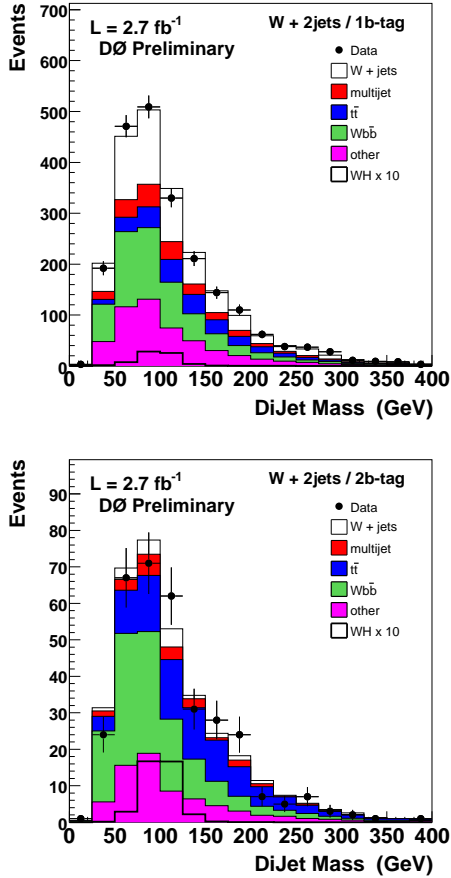 W + 2jets / 1b-tag
L = 2.7 fb⁻¹
DØ Preliminary
Events
700
600
500
400
300
200
100
0
Data
W + jets
multijet
tt̄
Wbb̄
other
WH x 10
0 50 100 150 200 250 300 350 400
DiJet Mass (GeV)
W + 2jets / 2b-tag
L = 2.7 fb⁻¹
DØ Preliminary
Events
90
80
70
60
50
40
30
20
10
0
Data
W + jets
multijet
tt̄
Wbb̄
other
WH x 10
0 50 100 150 200 250 300 350 400
DiJet Mass (GeV)